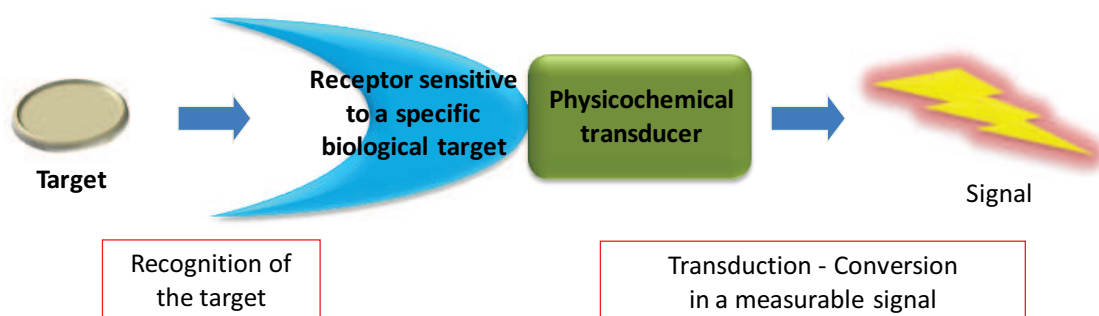 Receptor sensitive
to a specific
biological target
Physicochemical
transducer
Target
Signal
Recognition of
the target
Transduction - Conversion
in a measurable signal